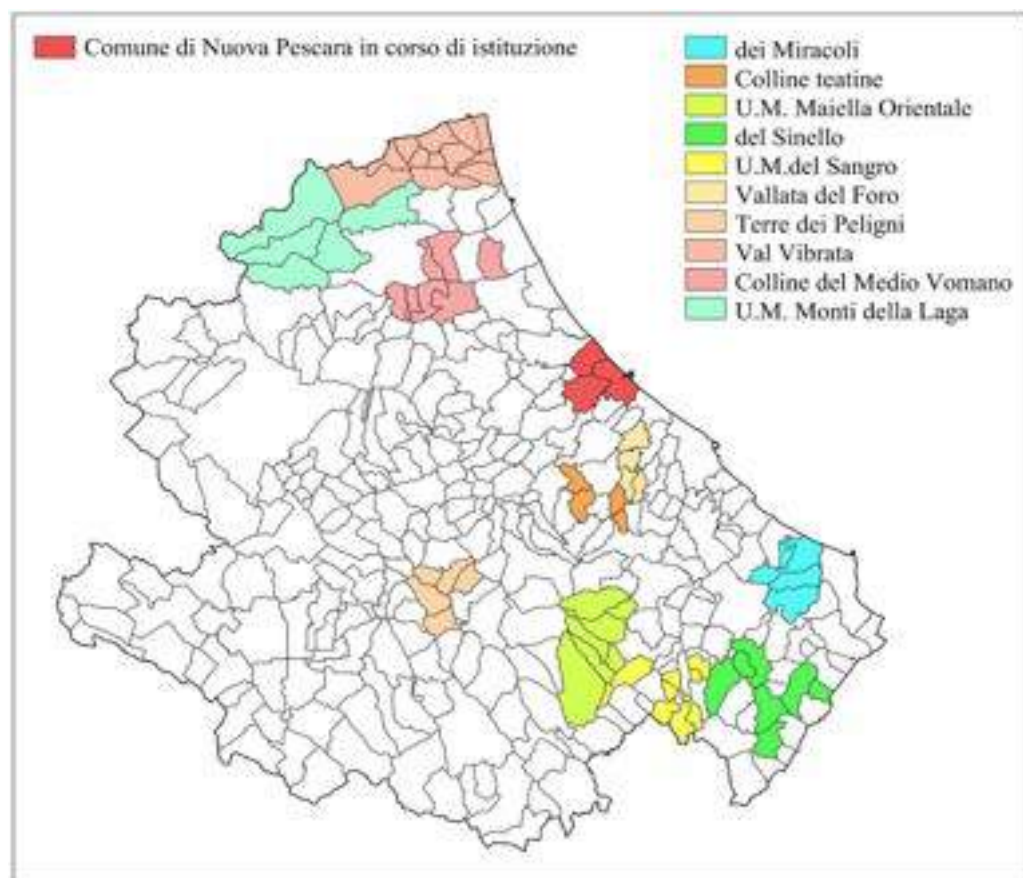 Comune di Nuova Pescara in corso di istituzione
dei Miracoli
Colline teatine
U.M. Maiella Orientale
del Sinello
U.M.del Sangro
Vallata del Foro
Terre dei Peligni
Val Vibrata
Colline del Medio Vomano
U.M. Monti della Laga